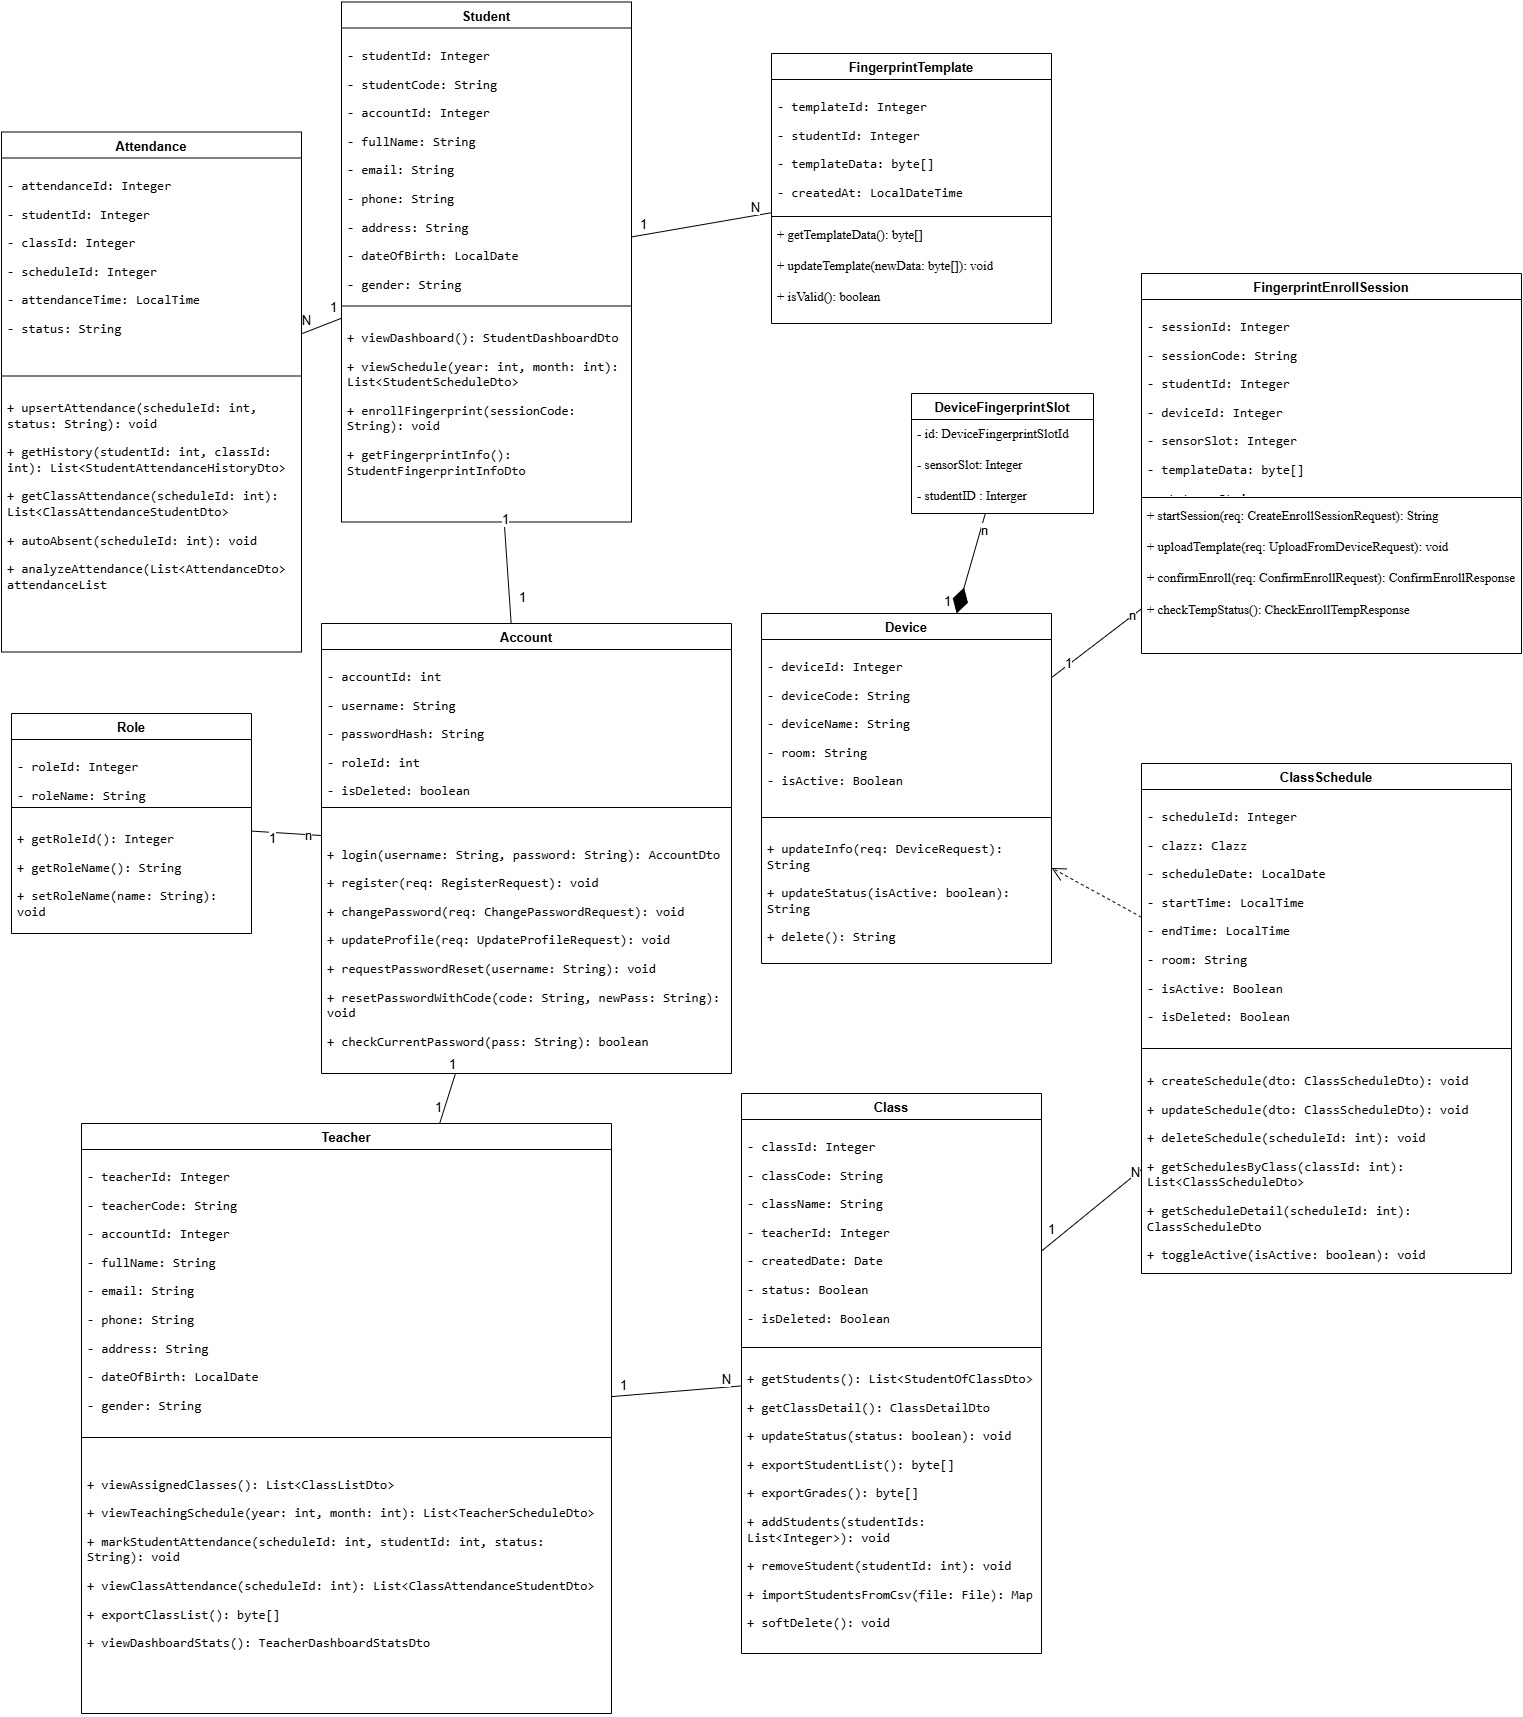 Student
- studentId: Integer
- studentCode: String
- accountId: Integer
- fullName: String
- email: String
- phone: String
- address: String
- dateOfBirth: LocalDate
- gender: String
+ viewDashboard(): StudentDashboardDto
+ viewSchedule(year: int, month: int):
List<StudentScheduleDto>
+ enrollFingerprint(sessionCode:
String): void
+ getFingerprintInfo():
StudentFingerprintInfoDto
FingerprintTemplate
- templateId: Integer
- studentId: Integer
- templateData: byte[]
- createdAt: LocalDateTime
+ getTemplateData(): byte[]
+ updateTemplate(newData: byte[]): void
+ isValid(): boolean
1
N
Attendance
- attendanceId: Integer
- studentId: Integer
- classId: Integer
- scheduleId: Integer
- attendanceTime: LocalTime
- status: String
+ upsertAttendance(scheduleId: int,
status: String): void
+ getHistory(studentId: int, classId:
int): List<StudentAttendanceHistoryDto>
+ getClassAttendance(scheduleId: int):
List<ClassAttendanceStudentDto>
+ autoAbsent(scheduleId: int): void
+ analyzeAttendance(List<AttendanceDto>
attendanceList
N
1
FingerprintEnrollSession
- sessionId: Integer
- sessionCode: String
- studentId: Integer
- deviceId: Integer
- sensorSlot: Integer
- templateData: byte[]
+ startSession(req: CreateEnrollSessionRequest): String
+ uploadTemplate(req: UploadFromDeviceRequest): void
+ confirmEnroll(req: ConfirmEnrollRequest): ConfirmEnrollResponse
+ checkTempStatus(): CheckEnrollTempResponse
DeviceFingerprintSlot
- id: DeviceFingerprintSlotId
- sensorSlot: Integer
- studentID : Interger
n
1
1
1
1
n
Account
- accountId: int
- username: String
- passwordHash: String
- roleId: int
- isDeleted: boolean
+ login(username: String, password: String): AccountDto
+ register(req: RegisterRequest): void
+ changePassword(req: ChangePasswordRequest): void
+ updateProfile(req: UpdateProfileRequest): void
+ requestPasswordReset(username: String): void
+ resetPasswordWithCode(code: String, newPass: String):
void
+ checkCurrentPassword(pass: String): boolean
Device
- deviceId: Integer
- deviceCode: String
- deviceName: String
- room: String
- isActive: Boolean
+ updateInfo(req: DeviceRequest):
String
+ updateStatus(isActive: boolean):
String
+ delete(): String
Role
- roleId: Integer
- roleName: String
+ getRoleId(): Integer
+ getRoleName(): String
+ setRoleName(name: String):
void
1
n
ClassSchedule
- scheduleId: Integer
- clazz: Clazz
- scheduleDate: LocalDate
- startTime: LocalTime
- endTime: LocalTime
- room: String
- isActive: Boolean
- isDeleted: Boolean
+ createSchedule(dto: ClassScheduleDto): void
+ updateSchedule(dto: ClassScheduleDto): void
+ deleteSchedule(scheduleId: int): void
+ getSchedulesByClass(classId: int):
List<ClassScheduleDto>
+ getScheduleDetail(scheduleId: int):
ClassScheduleDto
+ toggleActive(isActive: boolean): void
1
1
Teacher
- teacherId: Integer
- teacherCode: String
- accountId: Integer
- fullName: String
- email: String
- phone: String
- address: String
- dateOfBirth: LocalDate
- gender: String
+ viewAssignedClasses(): List<ClassListDto>
+ viewTeachingSchedule(year: int, month: int): List<TeacherScheduleDto>
+ markStudentAttendance(scheduleId: int, studentId: int, status:
String): void
+ viewClassAttendance(scheduleId: int): List<ClassAttendanceStudentDto>
+ exportClassList(): byte[]
+ viewDashboardStats(): TeacherDashboardStatsDto
1
N
Class
- classId: Integer
- classCode: String
- className: String
- teacherId: Integer
- createdDate: Date
- status: Boolean
- isDeleted: Boolean
+ getStudents(): List<StudentOfClassDto>
+ getClassDetail(): ClassDetailDto
+ updateStatus(status: boolean): void
+ exportStudentList(): byte[]
+ exportGrades(): byte[]
+ addStudents(studentIds:
List<Integer>): void
+ removeStudent(studentId: int): void
+ importStudentsFromCsv(file: File): Map
+ softDelete(): void
1
N